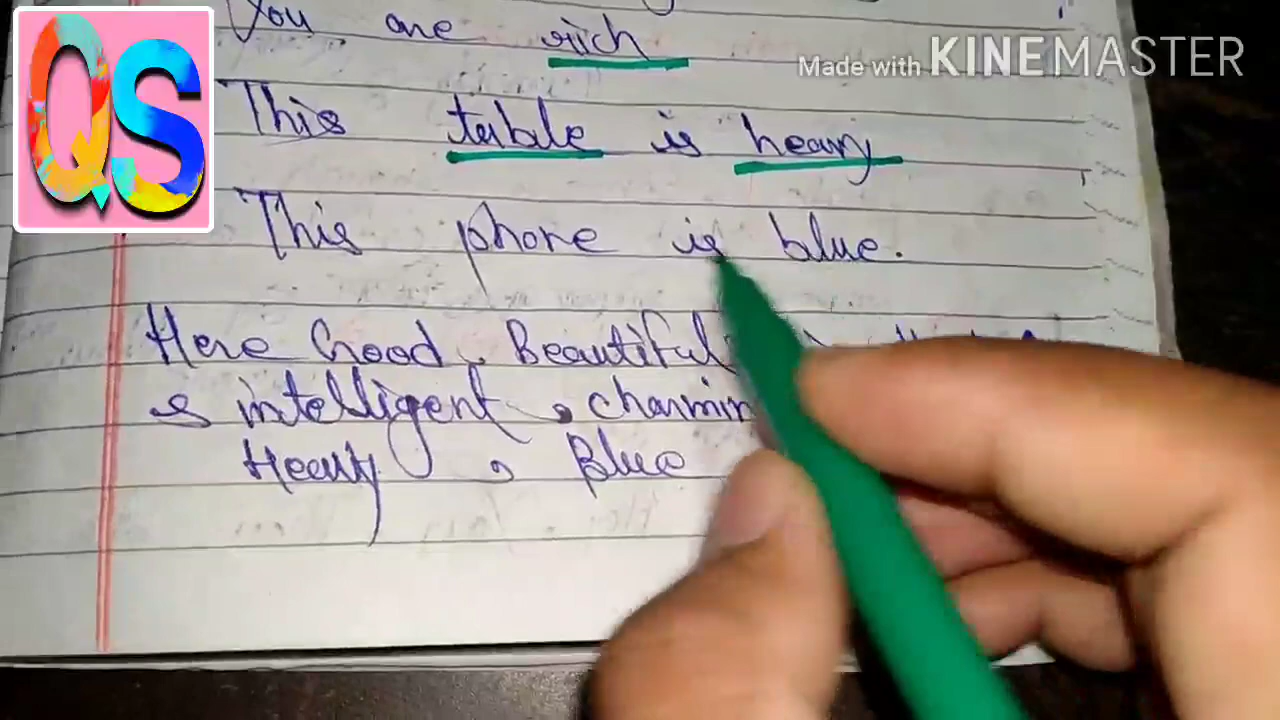 You are rich
Made with KINEMASTER
QS
This table is heavy
This phone is blue.
Here Good, Beautiful
intelligent, charmin
Heavy, Blue